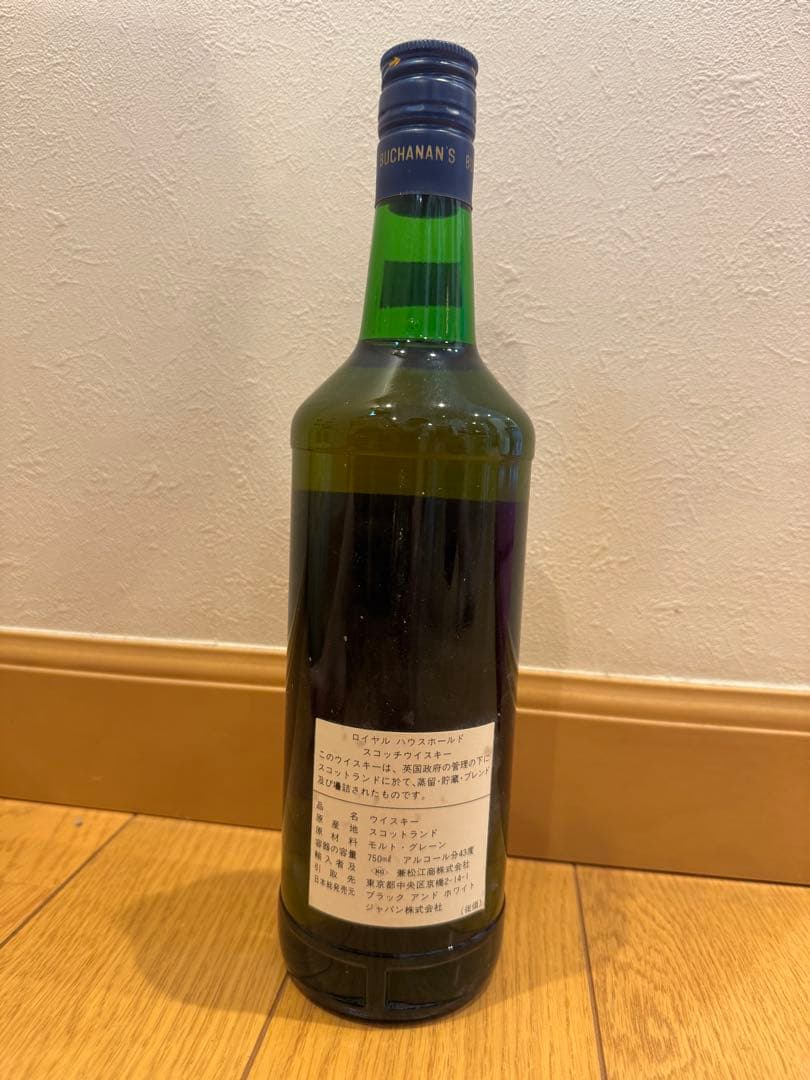 BUCHANAN'S
ロイヤル ハウスホールド
スコッチウイスキー
このウイスキーは、英国政府の管理の下に
スコットランドに於て、蒸留・貯蔵・ブレンド
及び壜詰されたものです。
品名 ウイスキー
原産地 スコットランド
原材料 モルト・グレーン
容器の容量 750ml アルコール分43度
輸入者及 KG 兼松江商株式会社
引取先 東京都中央区京橋2-14-1
日本総発売元 ブラック アンド ホワイト
ジャパン株式会社 (従価)